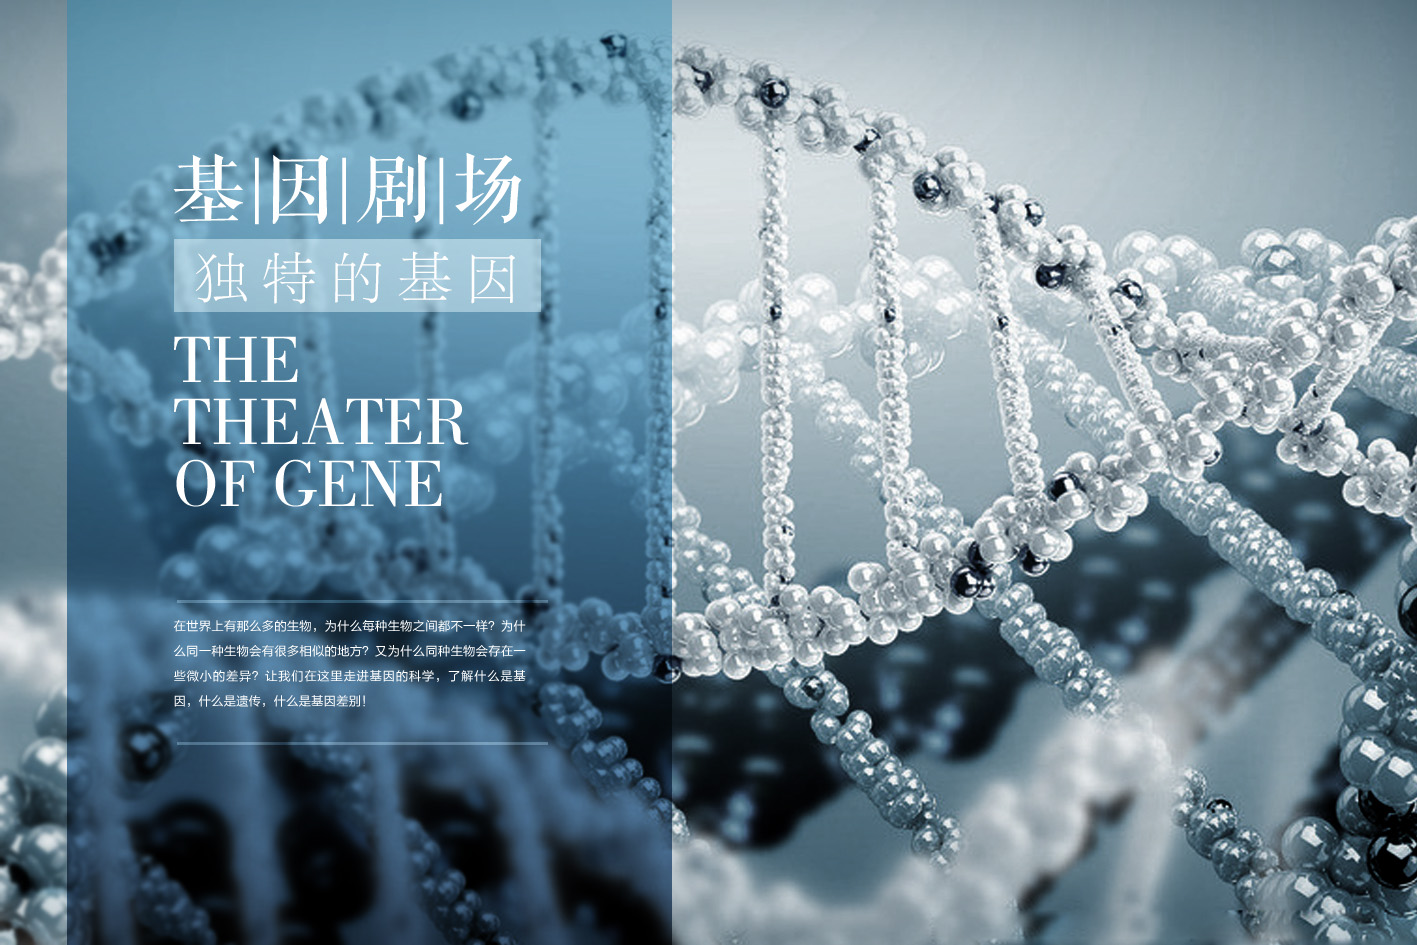 基|因|剧|场
独特的基因
THE
THEATER
OF GENE
在世界上有那么多的生物，为什么每种生物之间都不一样？为什
么同一种生物会有很多相似的地方？又为什么同种生物会存在一
些微小的差异？让我们在这里走进基因的科学，了解什么是基
因，什么是遗传，什么是基因差别！